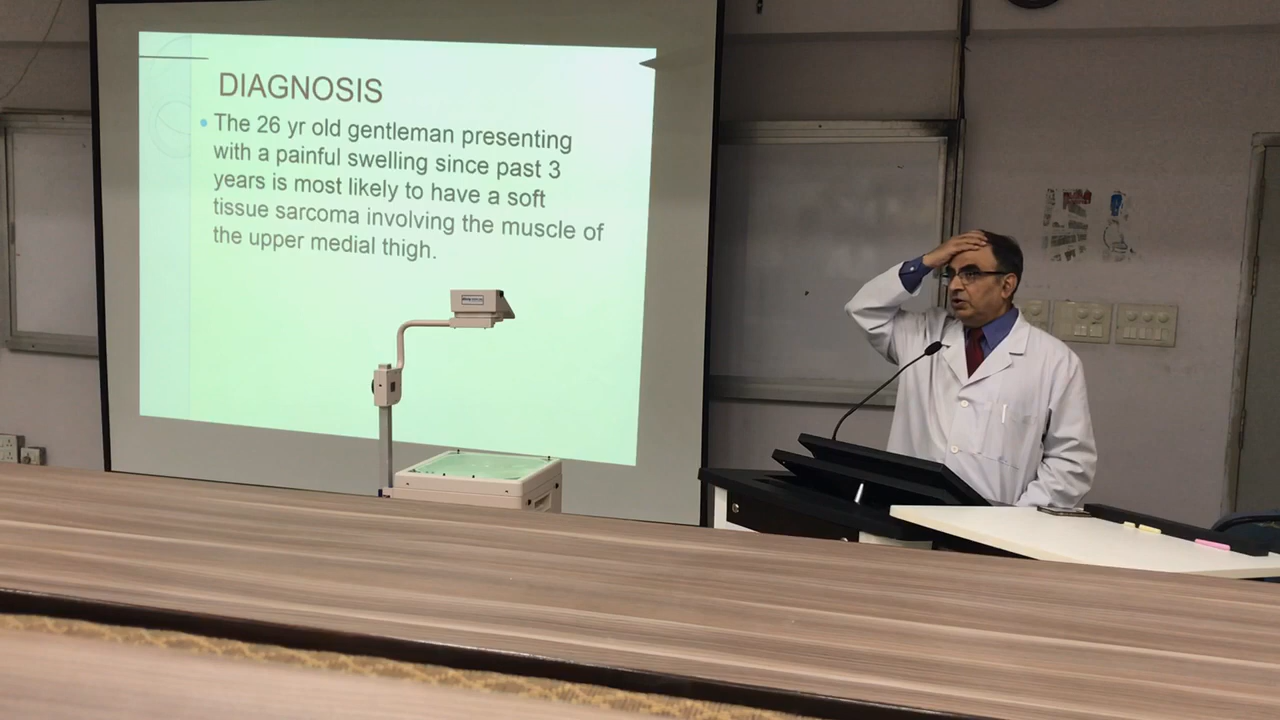 DIAGNOSIS
• The 26 yr old gentleman presenting
with a painful swelling since past 3
years is most likely to have a soft
tissue sarcoma involving the muscle of
the upper medial thigh.